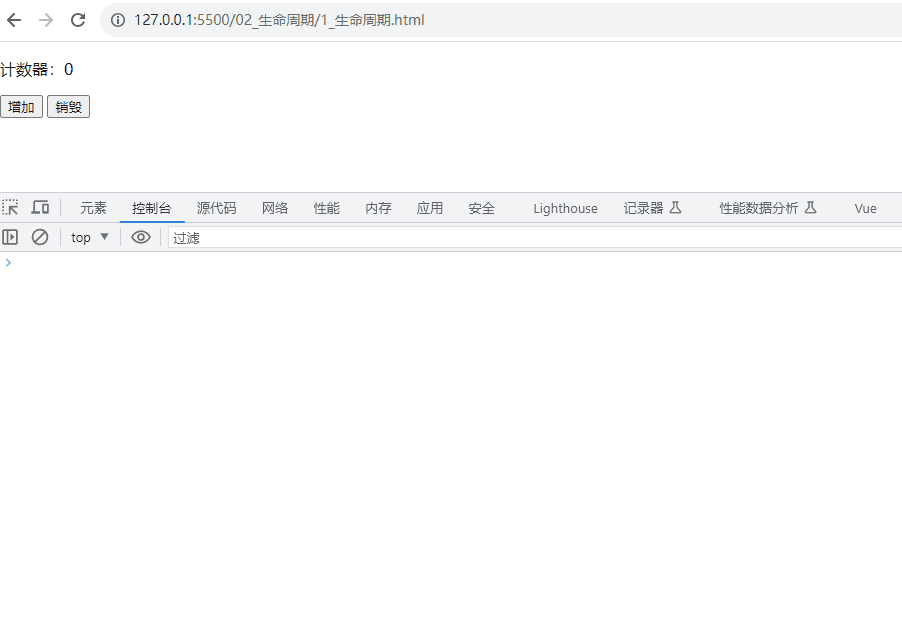 127.0.0.1:5500/02_生命周期/1_生命周期.html
计数器：0
增加 销毁
元素 控制台 源代码 网络 性能 内存 应用 安全 Lighthouse 记录器 性能数据分析 Vue
top 过滤